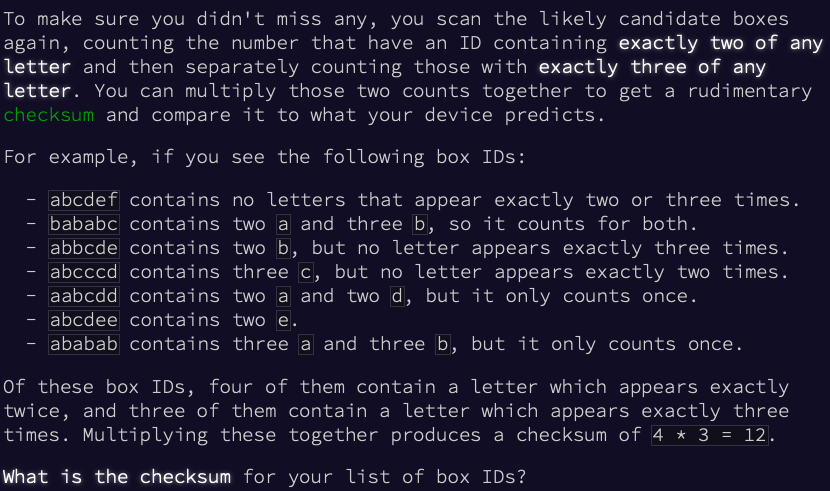 To make sure you didn't miss any, you scan the likely candidate boxes
again, counting the number that have an ID containing exactly two of any
letter and then separately counting those with exactly three of any
letter. You can multiply those two counts together to get a rudimentary
checksum and compare it to what your device predicts.
For example, if you see the following box IDs:
- abcdef contains no letters that appear exactly two or three times.
- bababc contains two a and three b, so it counts for both.
- abbcde contains two b, but no letter appears exactly three times.
- abcccd contains three c, but no letter appears exactly two times.
- aabcdd contains two a and two d, but it only counts once.
- abcdee contains two e.
- ababab contains three a and three b, but it only counts once.
Of these box IDs, four of them contain a letter which appears exactly
twice, and three of them contain a letter which appears exactly three
times. Multiplying these together produces a checksum of 4 * 3 = 12.
What is the checksum for your list of box IDs?